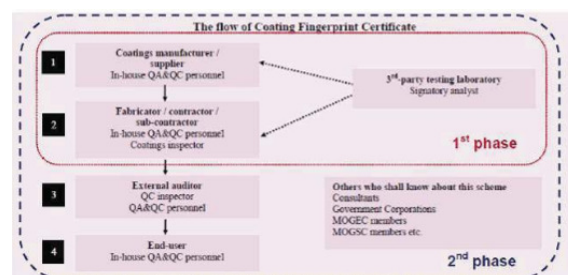 The flow of Coating Fingerprint Certificate
1
Coatings manufacturer /
supplier
In-house QA&QC personnel
3rd-party testing laboratory
Signatory analyst
2
Fabricator / contractor /
sub-contractor
In-house QA&QC personnel
Coatings inspector
1st phase
3
External auditor
QC inspector
QA&QC personnel
Others who shall know about this scheme
Consultants
Government Corporations
MOGEC members
MOGSC members etc.
4
End-user
In-house QA&QC personnel
2nd phase